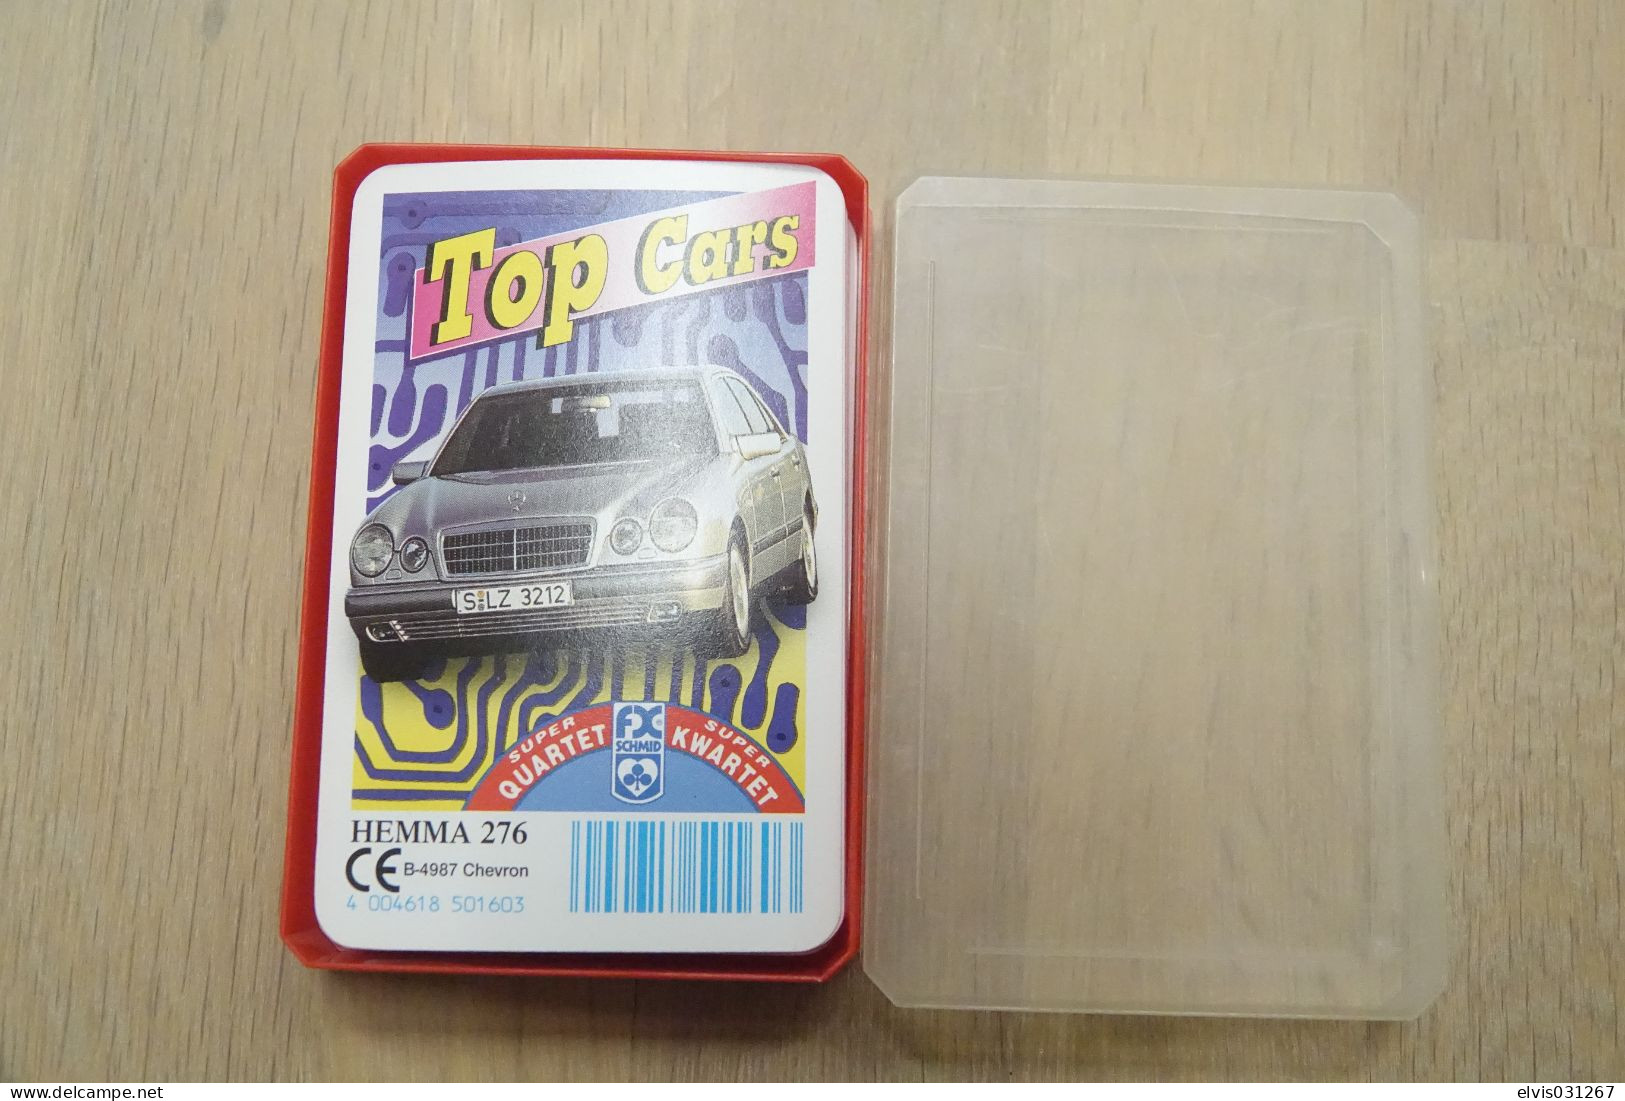 Top Cars
S LZ 3212
SUPER QUARTET
FX SCHMID
SUPER KWARTET
HEMMA 276
CE B-4987 Chevron
4 004618 501603
delcampe.net
elvis031267